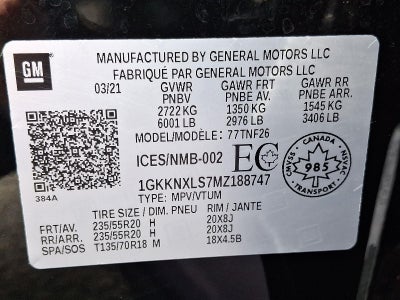 GM
MANUFACTURED BY GENERAL MOTORS LLC
FABRIQUÉ PAR GENERAL MOTORS LLC
03/21 GVWR GAWR FRT GAWR RR
PNBV PNBE AV. PNBE ARR.
2722 KG 1350 KG 1545 KG
6001 LB 2976 LB 3406 LB
MODEL/MODÈLE: 77TNF26
ICES/NMB-002 EC
CANADA
CMVSS NSVAC
985
TRANSPORT
384A
1GKKNXLS7MZ188747
TYPE: MPV/VTUM
TIRE SIZE / DIM. PNEU RIM / JANTE
FRT/AV. 235/55R20 H 20X8J
RR/ARR. 235/55R20 H 20X8J
SPA/SOS T135/70R18 M 18X4.5B